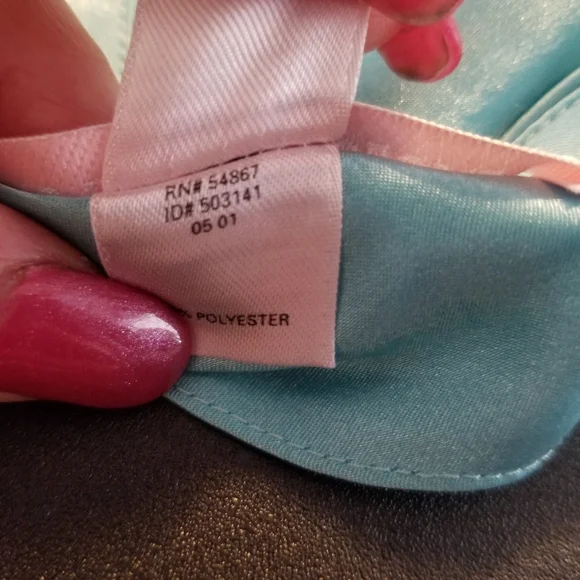 RN# 54867
ID# 503141
05 01
% POLYESTER